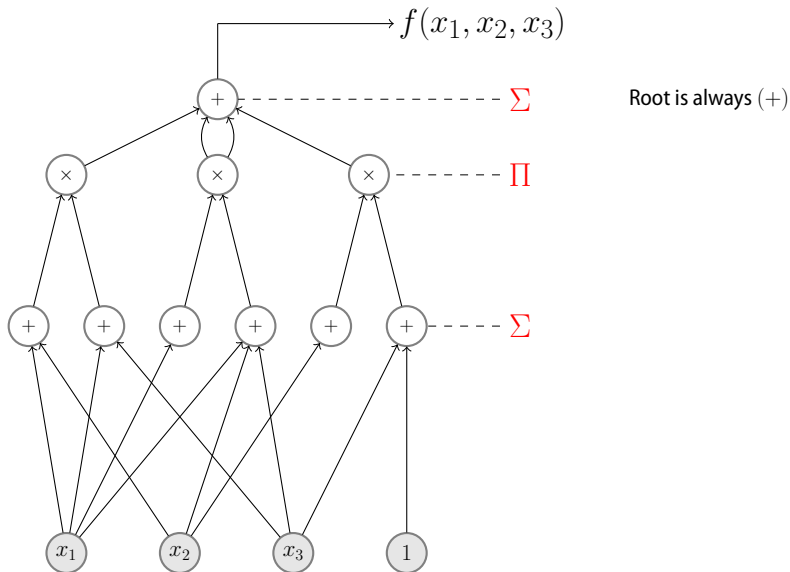 f(x₁, x₂, x₃)
+ Σ Root is always (+)
× × × Π
+ + + + + + Σ
x₁ x₂ x₃ 1